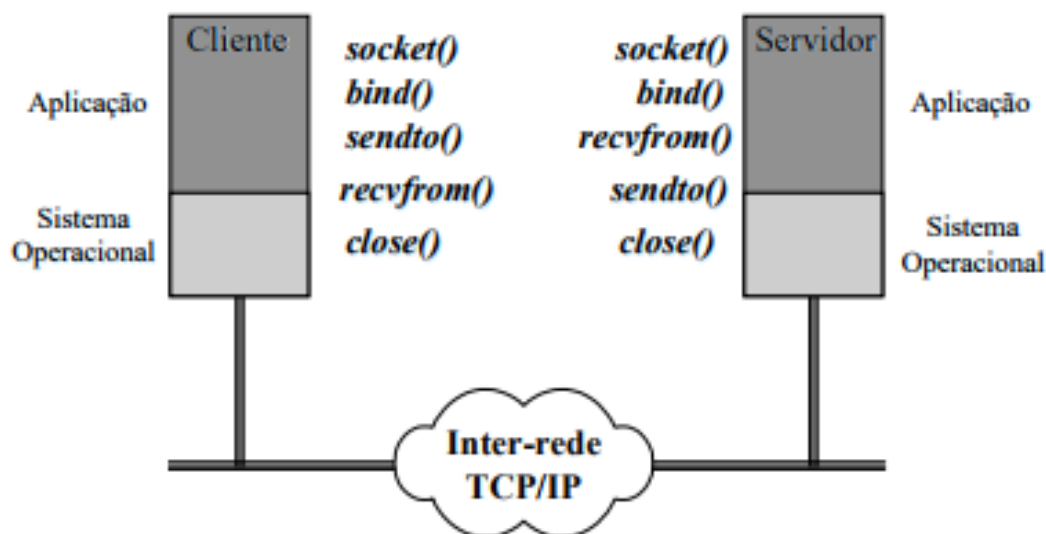 Cliente
Aplicação
Sistema
Operacional
socket()
bind()
sendto()
recvfrom()
close()
socket()
bind()
recvfrom()
sendto()
close()
Servidor
Aplicação
Sistema
Operacional
Inter-rede
TCP/IP